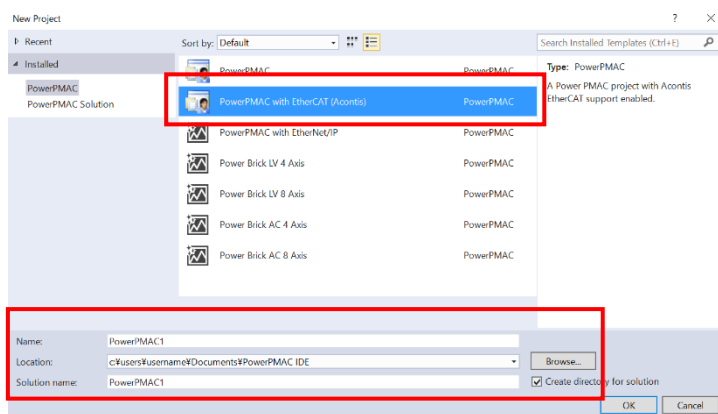 New Project ? ×
Recent
Sort by: Default
Search Installed Templates (Ctrl+E)
Installed
PowerPMAC
PowerPMAC Solution
PowerPMAC PowerPMAC
PowerPMAC with EtherCAT (Acontis) PowerPMAC
PowerPMAC with EtherNet/IP PowerPMAC
Power Brick LV 4 Axis PowerPMAC
Power Brick LV 8 Axis PowerPMAC
Power Brick AC 4 Axis PowerPMAC
Power Brick AC 8 Axis PowerPMAC
Type: PowerPMAC
A Power PMAC project with Acontis
EtherCAT support enabled.
Name: PowerPMAC1
Location: c:¥users¥username¥Documents¥PowerPMAC IDE Browse...
Solution name: PowerPMAC1 Create directory for solution
OK Cancel